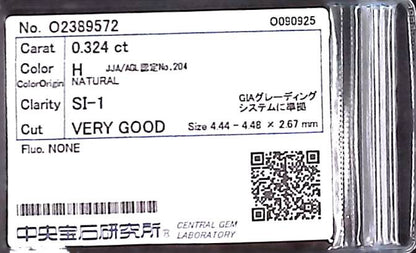 No. O2389572 O090925
Carat 0.324 ct
Color H JJA/AGL認定No.204
ColorOrigin NATURAL
Clarity SI-1 GIAグレーディング
システムに準拠
Cut VERY GOOD Size 4.44 – 4.48 × 2.67 mm
Fluo. NONE
中央宝石研究所® CENTRAL GEM
LABORATORY